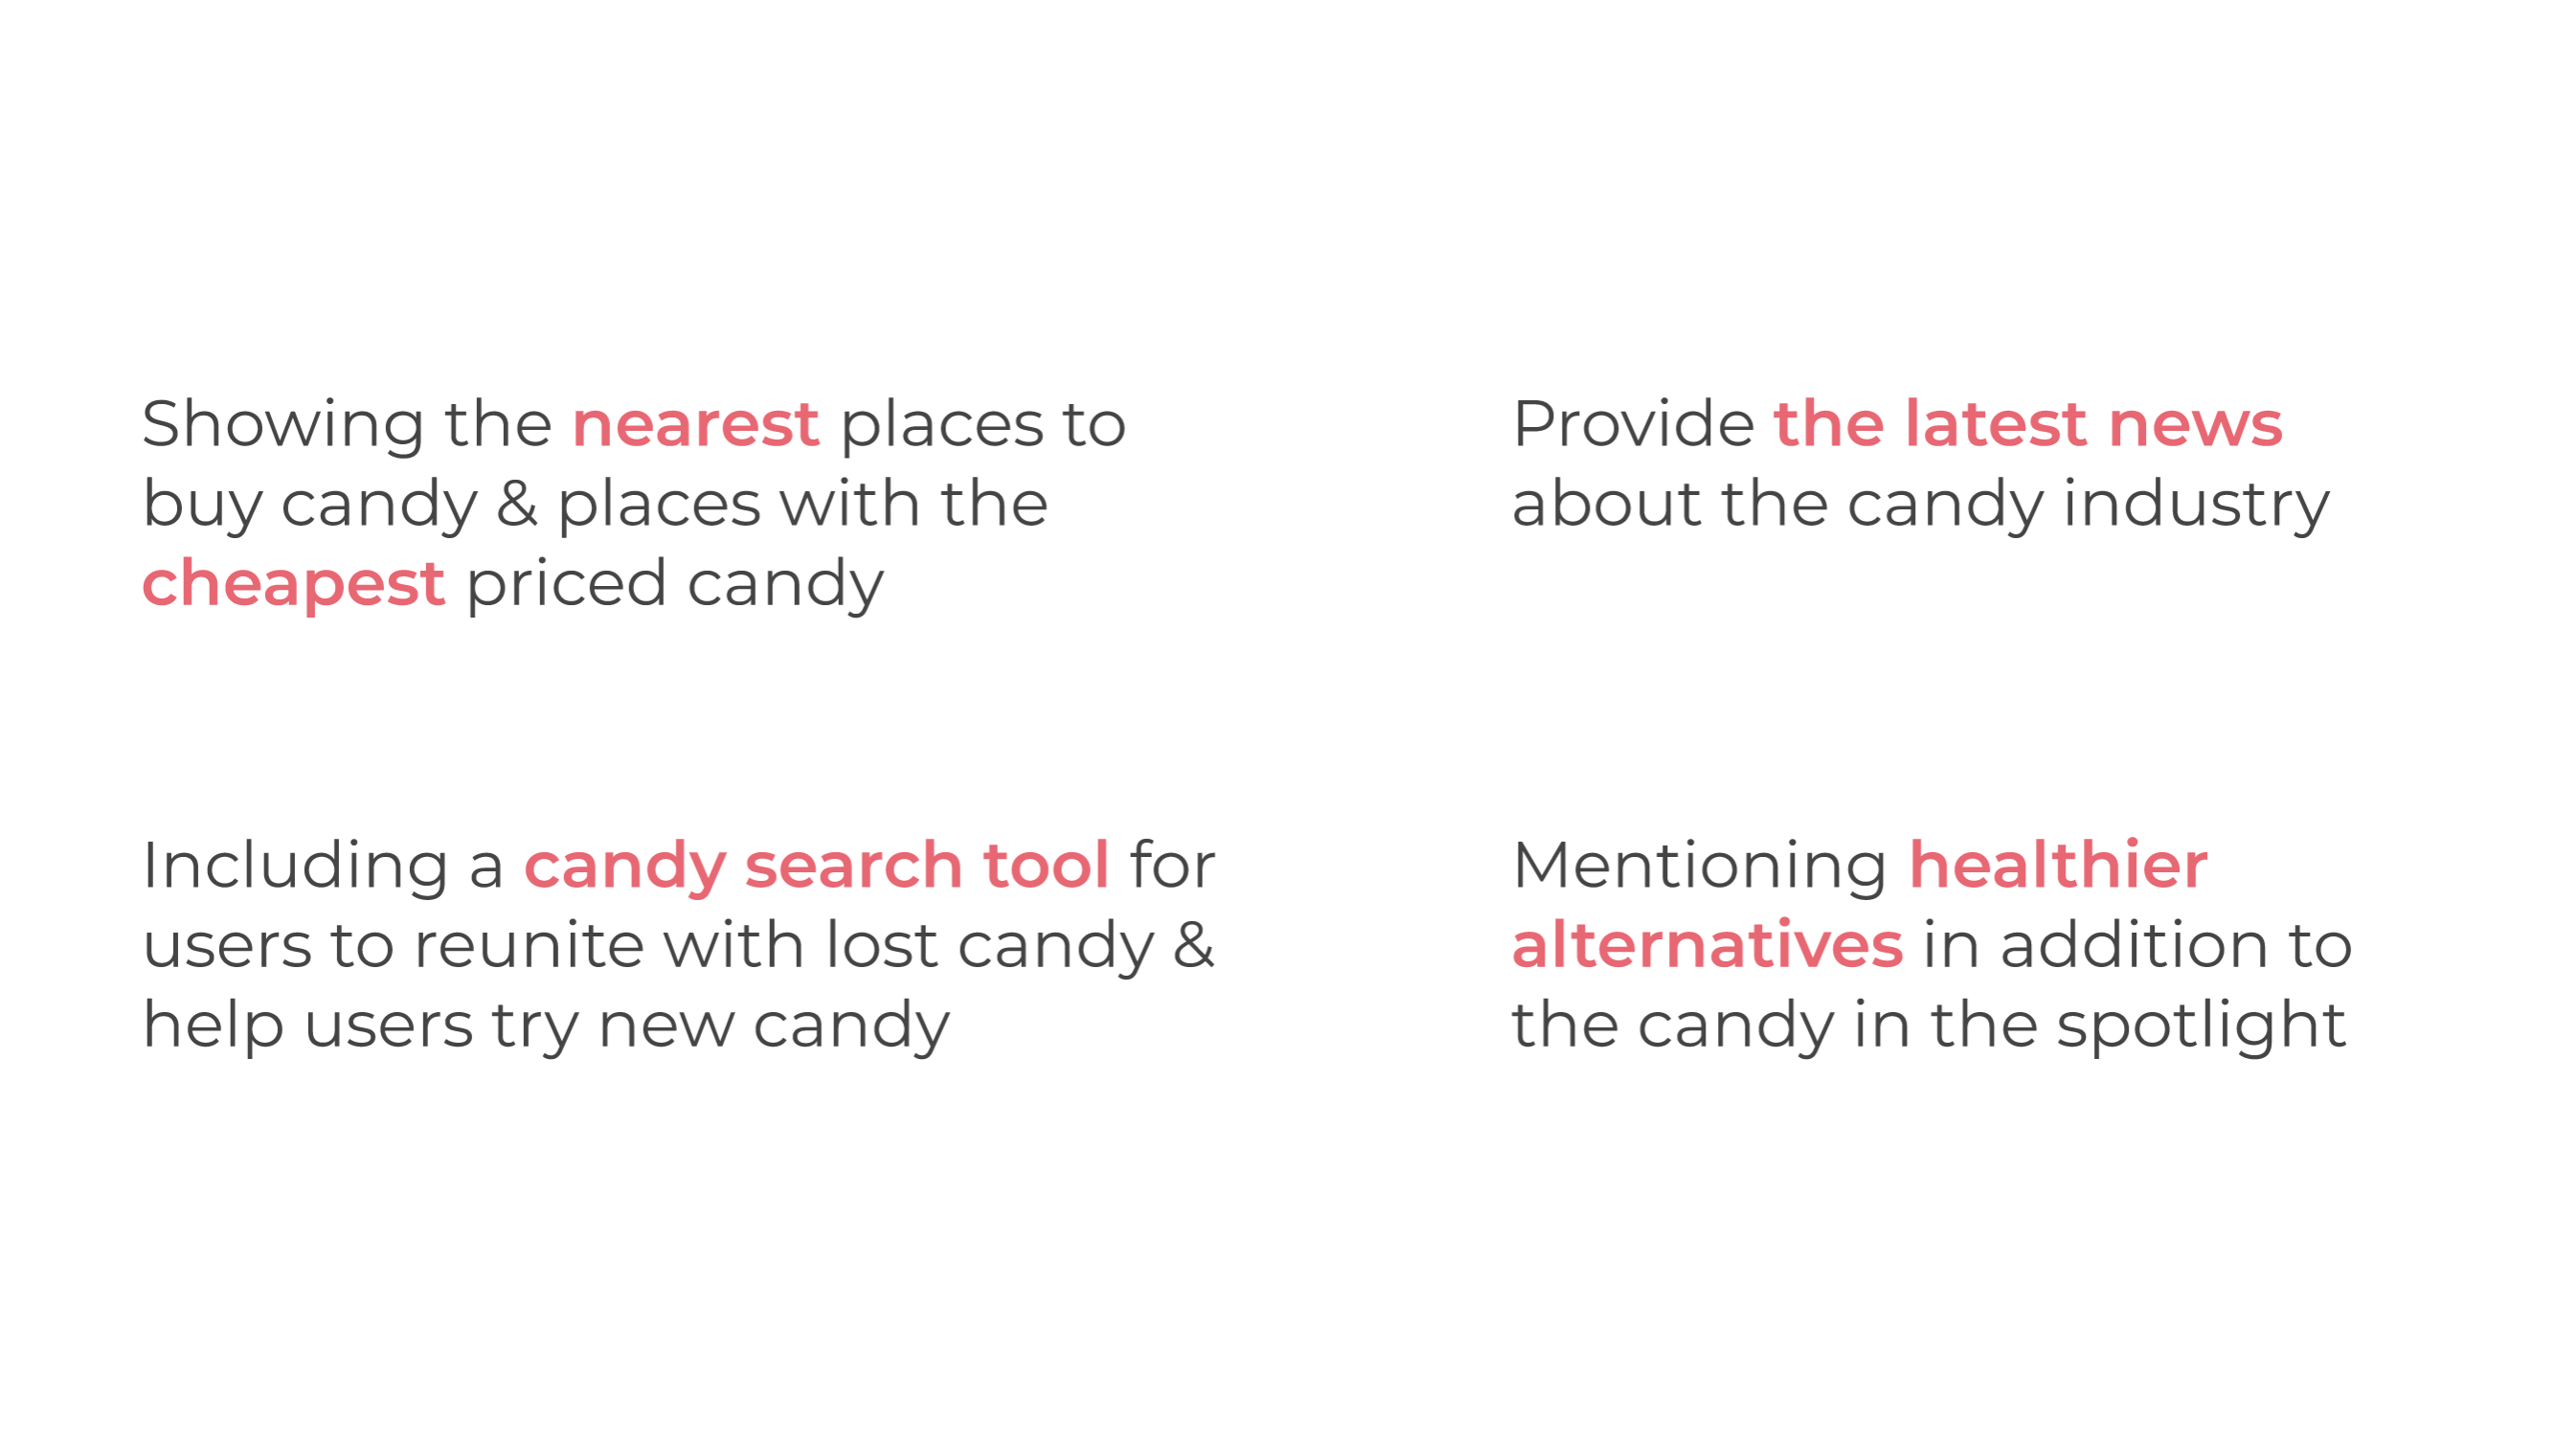 Showing the nearest places to
buy candy & places with the
cheapest priced candy
Provide the latest news
about the candy industry
Including a candy search tool for
users to reunite with lost candy &
help users try new candy
Mentioning healthier
alternatives in addition to
the candy in the spotlight